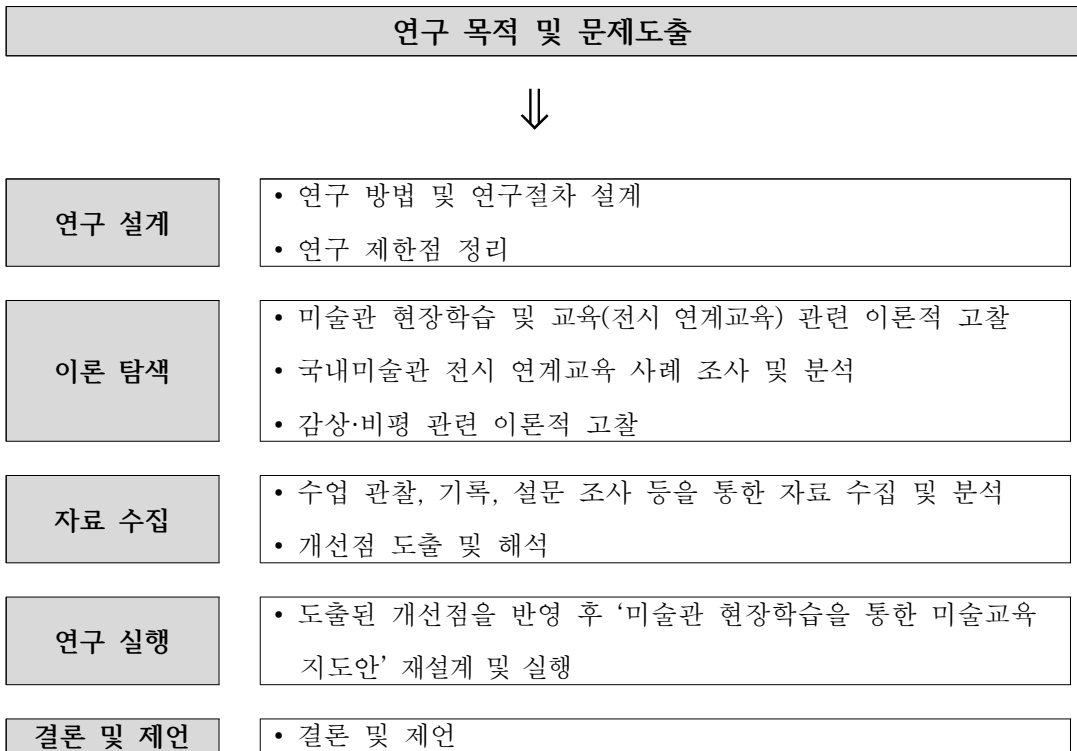 연구 목적 및 문제도출
⇓
연구 설계
• 연구 방법 및 연구절차 설계
• 연구 제한점 정리
이론 탐색
• 미술관 현장학습 및 교육(전시 연계교육) 관련 이론적 고찰
• 국내미술관 전시 연계교육 사례 조사 및 분석
• 감상·비평 관련 이론적 고찰
자료 수집
• 수업 관찰, 기록, 설문 조사 등을 통한 자료 수집 및 분석
• 개선점 도출 및 해석
연구 실행
• 도출된 개선점을 반영 후 ‘미술관 현장학습을 통한 미술교육
지도안’ 재설계 및 실행
결론 및 제언
• 결론 및 제언